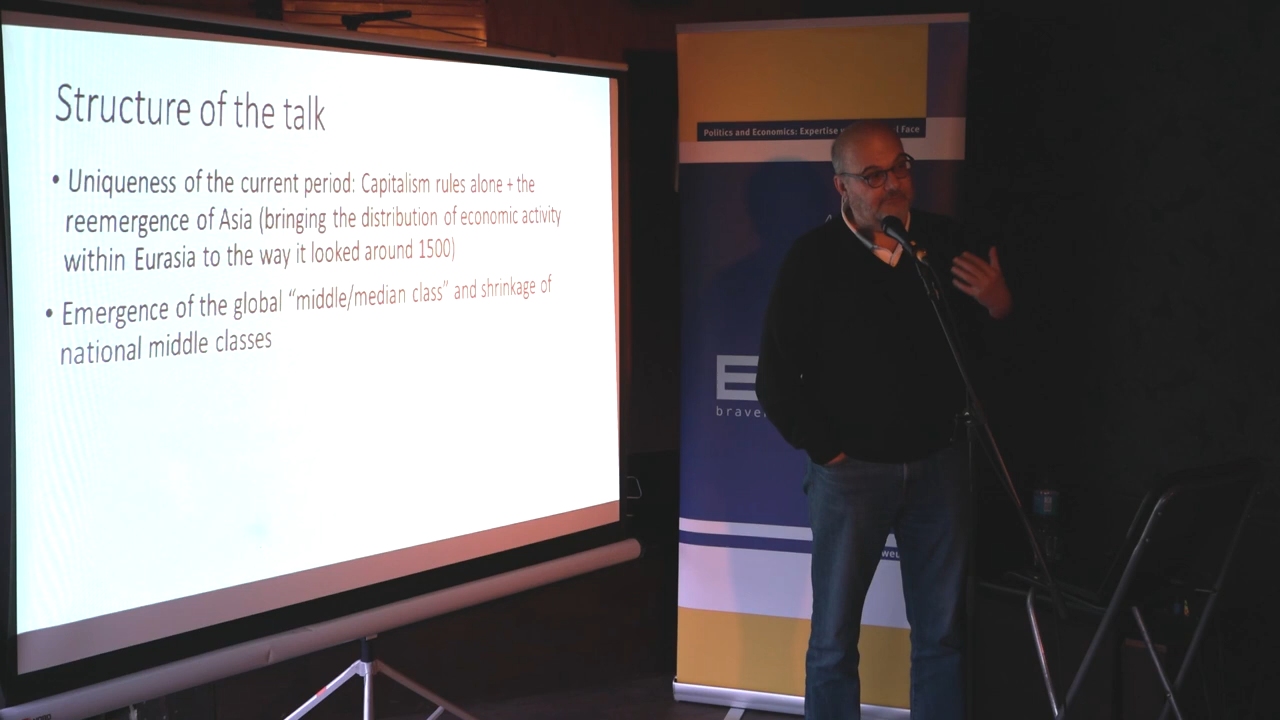 Structure of the talk
• Uniqueness of the current period: Capitalism rules alone + the
reemergence of Asia (bringing the distribution of economic activity
within Eurasia to the way it looked around 1500)
• Emergence of the global “middle/median class” and shrinkage of
national middle classes
Politics and Economics: Expertise Face
E